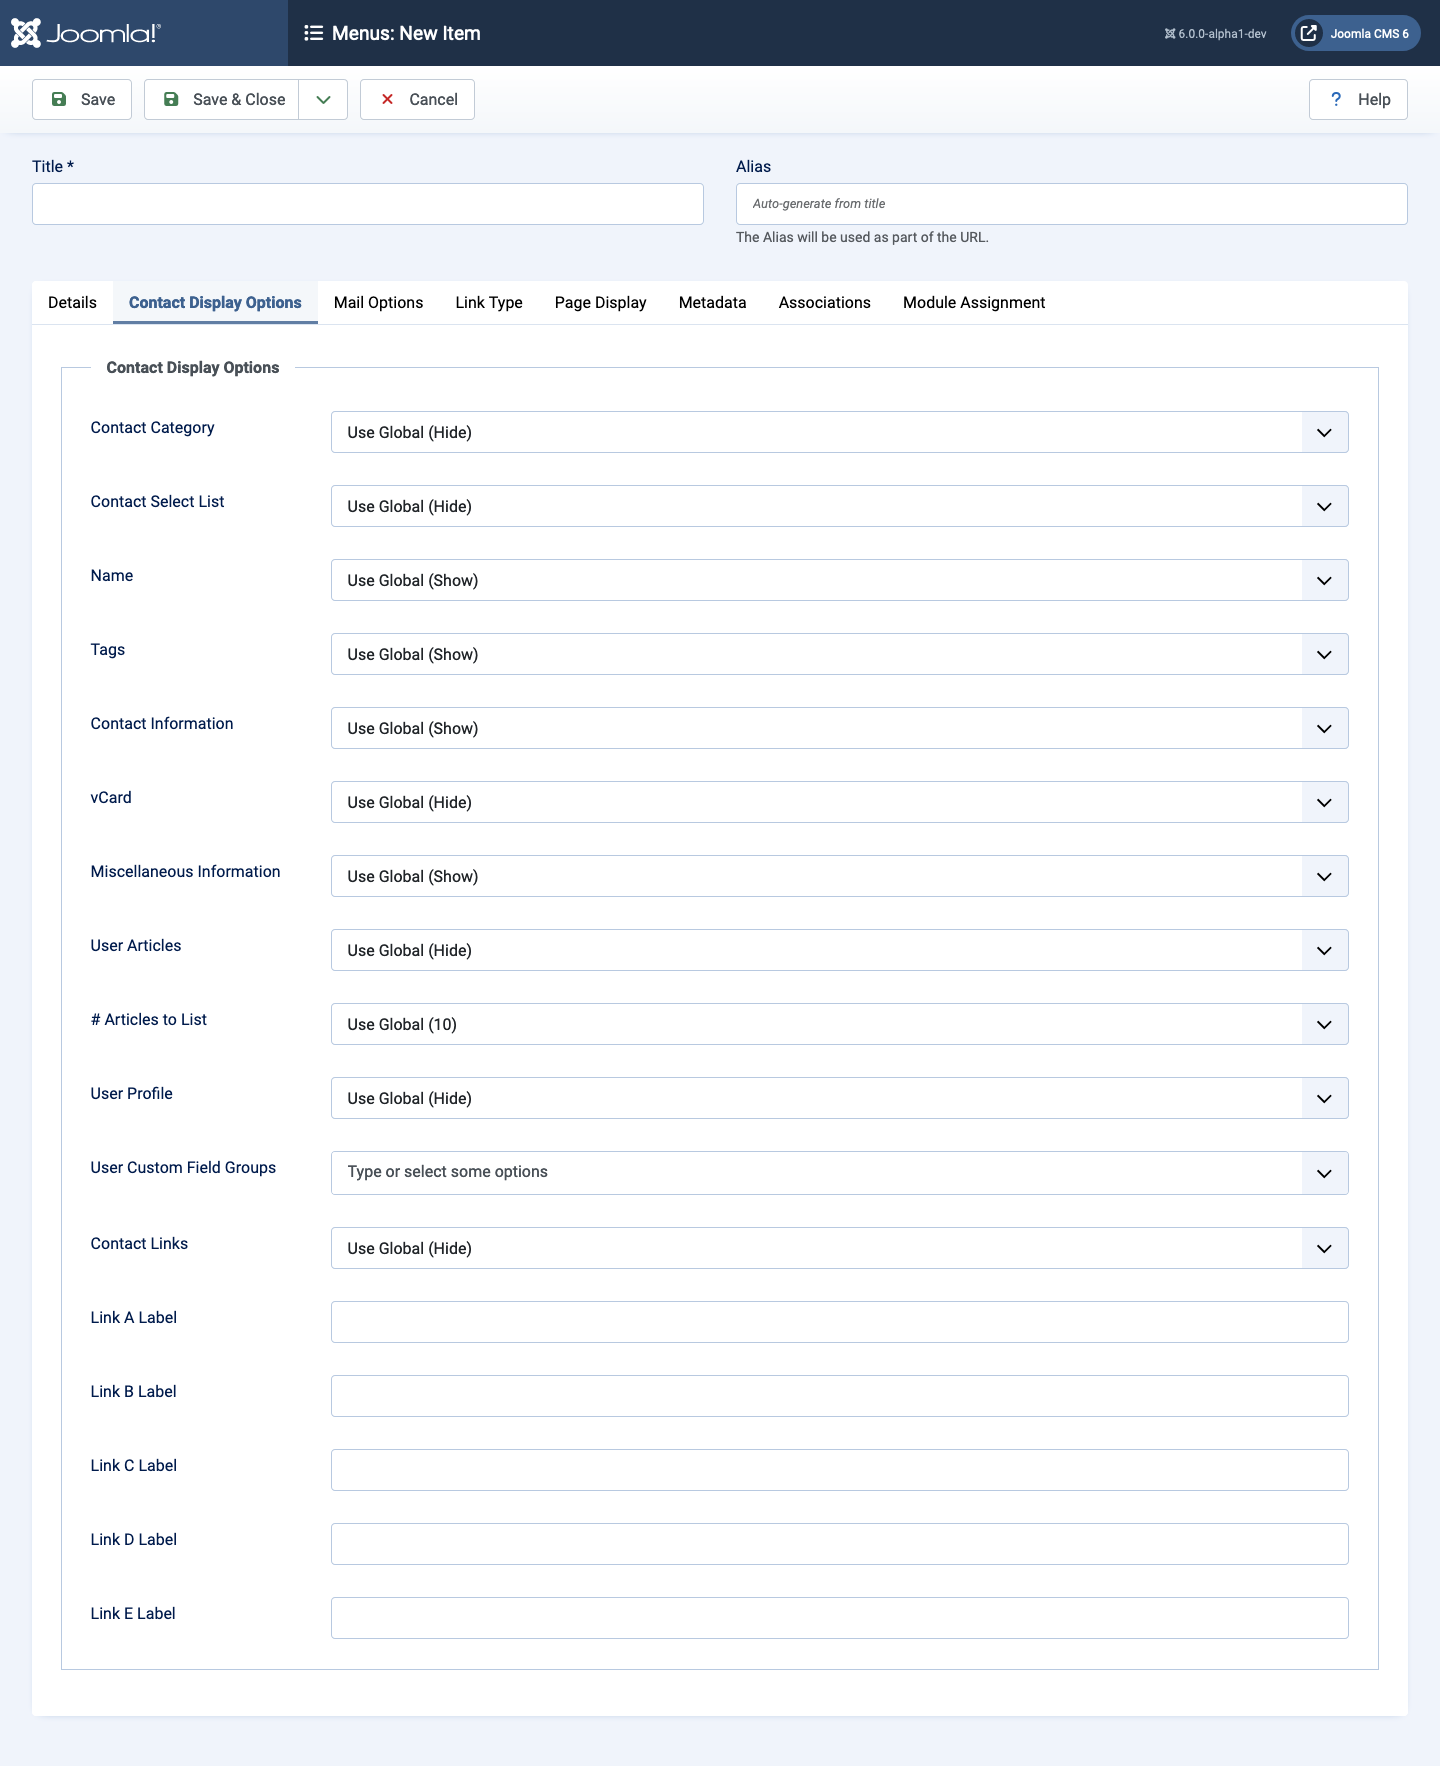 Joomla!®
Menus: New Item
6.0.0-alpha1-dev
Joomla CMS 6
Save
Save & Close
Cancel
? Help
Title *
Alias
Auto-generate from title
The Alias will be used as part of the URL.
Details
Contact Display Options
Mail Options
Link Type
Page Display
Metadata
Associations
Module Assignment
Contact Display Options
Contact Category
Use Global (Hide)
Contact Select List
Use Global (Hide)
Name
Use Global (Show)
Tags
Use Global (Show)
Contact Information
Use Global (Show)
vCard
Use Global (Hide)
Miscellaneous Information
Use Global (Show)
User Articles
Use Global (Hide)
# Articles to List
Use Global (10)
User Profile
Use Global (Hide)
User Custom Field Groups
Type or select some options
Contact Links
Use Global (Hide)
Link A Label
Link B Label
Link C Label
Link D Label
Link E Label